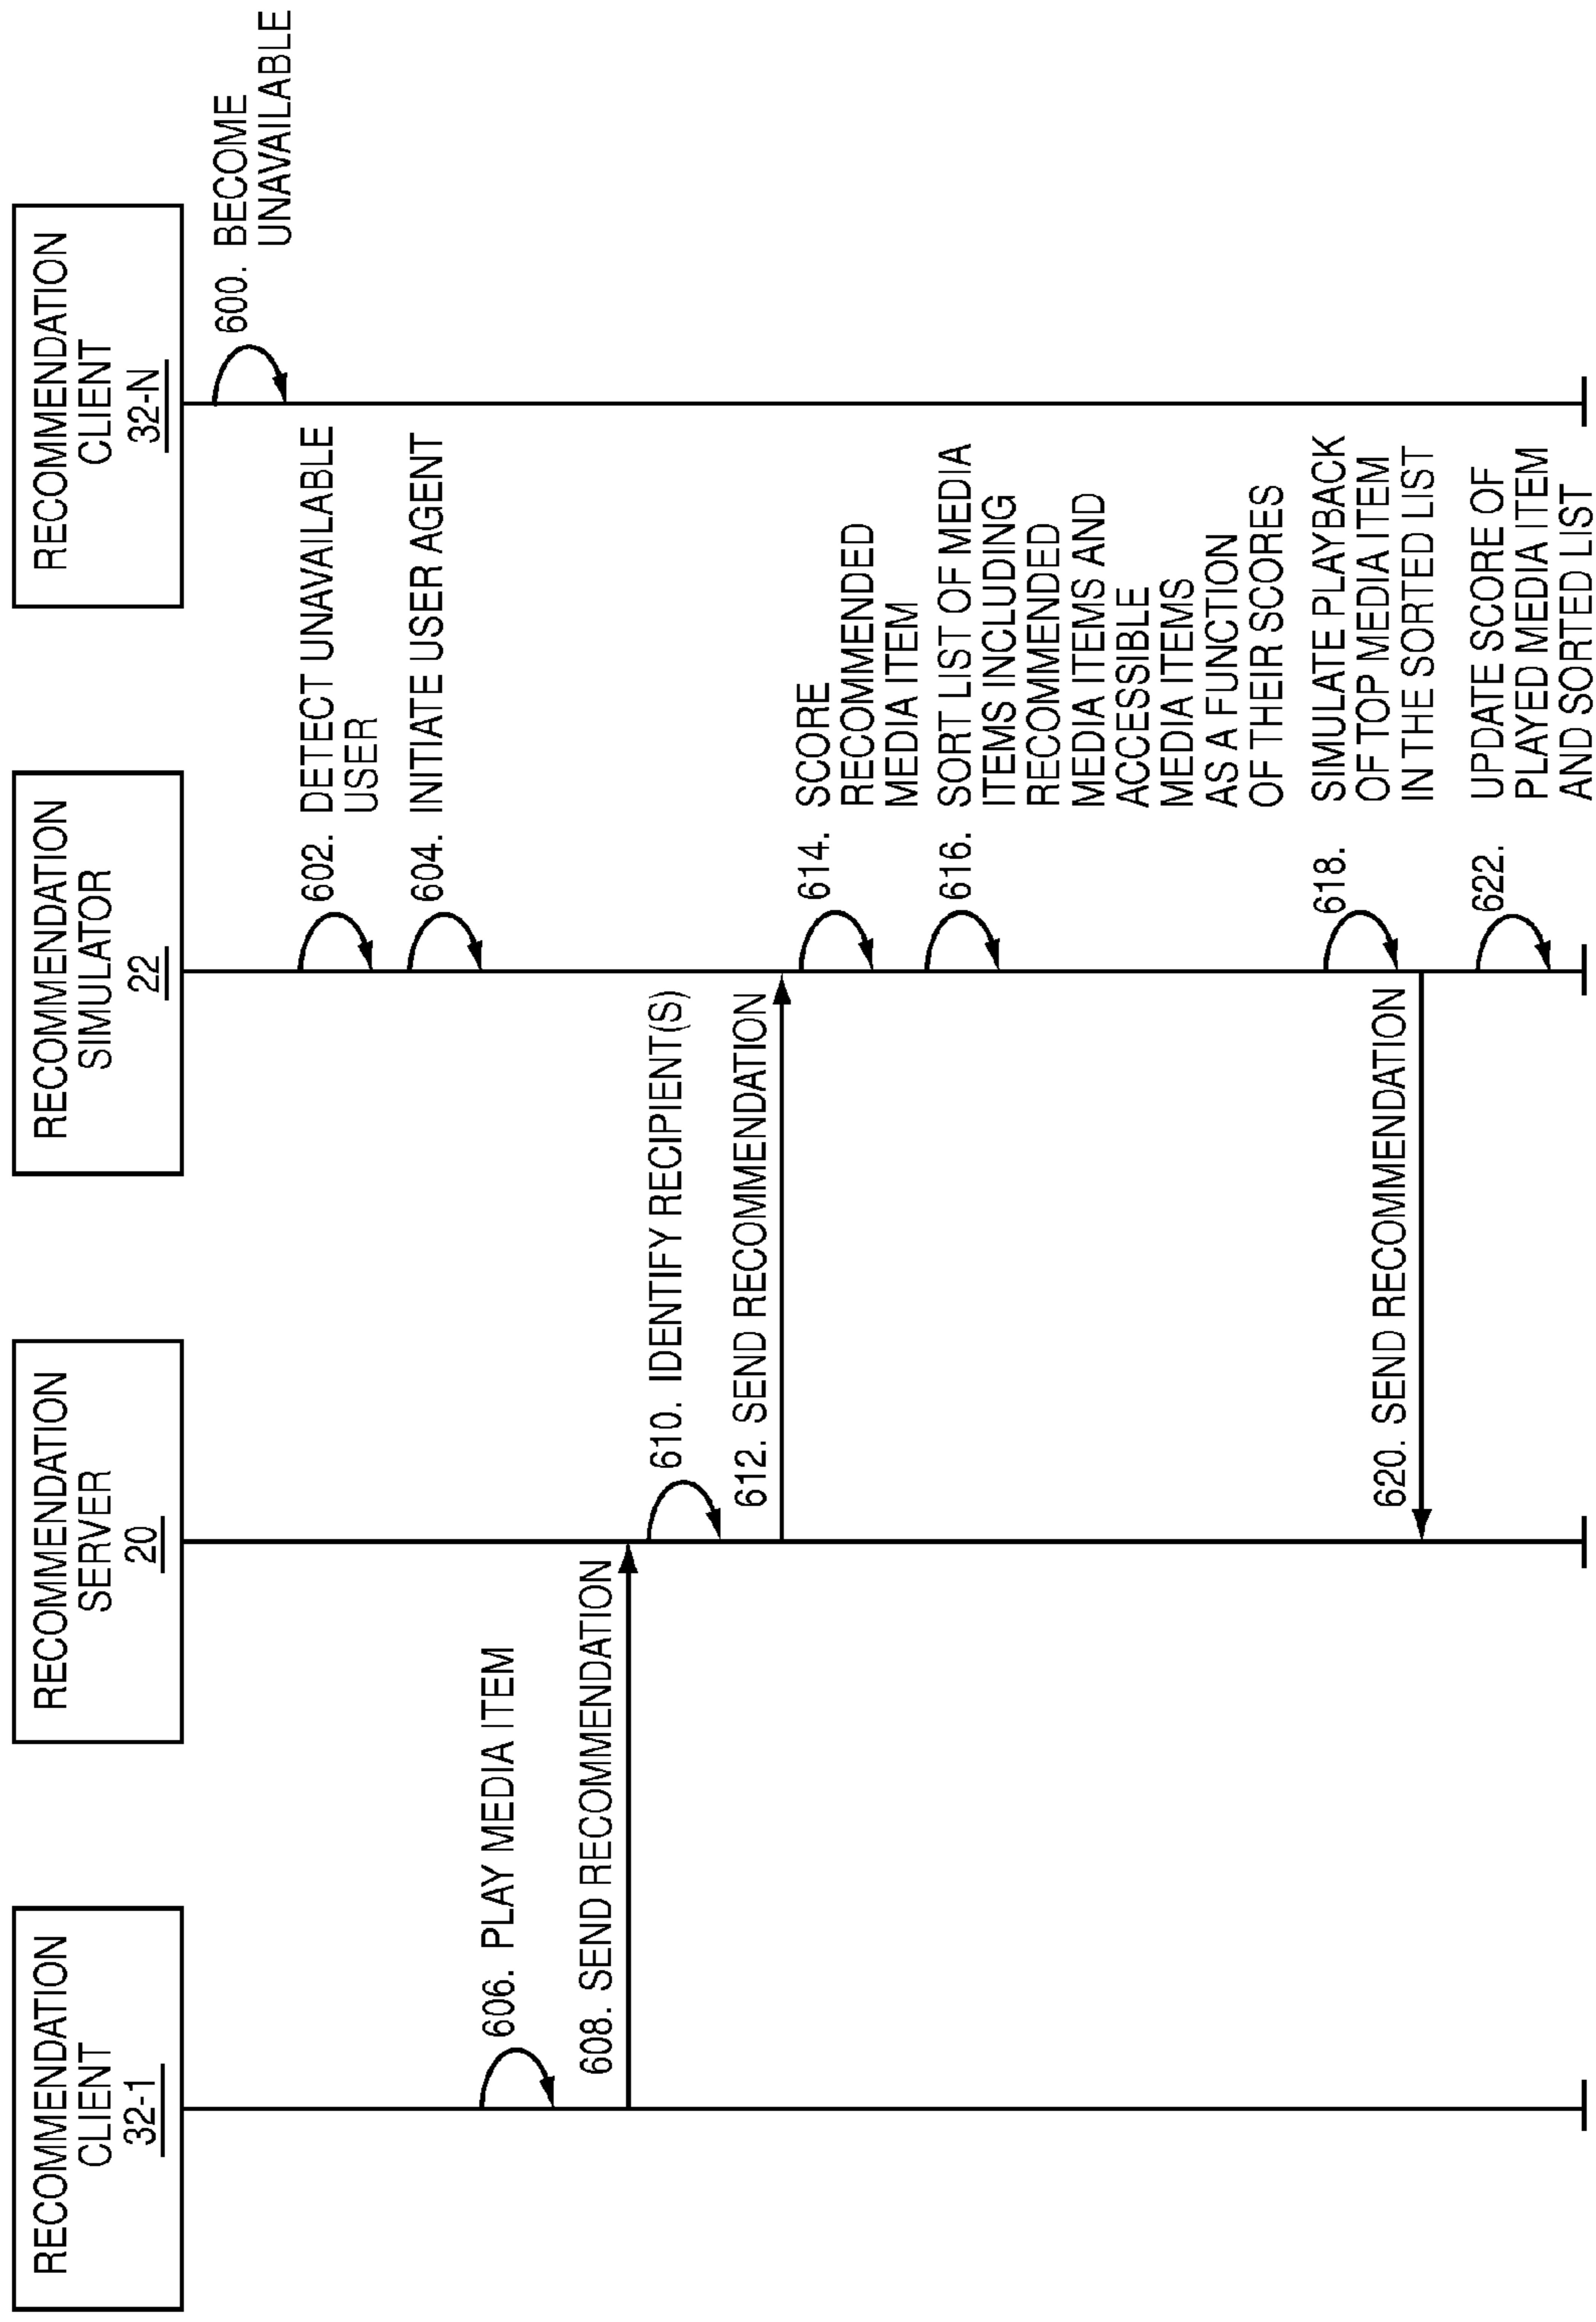 RECOMMENDATION
CLIENT
32-1
RECOMMENDATION
SERVER
20
RECOMMENDATION
SIMULATOR
22
RECOMMENDATION
CLIENT
32-N
600. BECOME
UNAVAILABLE
602. DETECT UNAVAILABLE
USER
604. INITIATE USER AGENT
606. PLAY MEDIA ITEM
608. SEND RECOMMENDATION
610. IDENTIFY RECIPIENT(S)
612. SEND RECOMMENDATION
614. SCORE
RECOMMENDED
MEDIA ITEM
616. SORT LIST OF MEDIA
ITEMS INCLUDING
RECOMMENDED
MEDIA ITEMS AND
ACCESSIBLE
MEDIA ITEMS
AS A FUNCTION
OF THEIR SCORES
618. SIMULATE PLAYBACK
OF TOP MEDIA ITEM
IN THE SORTED LIST
620. SEND RECOMMENDATION
622. UPDATE SCORE OF
PLAYED MEDIA ITEM
AND SORTED LIST